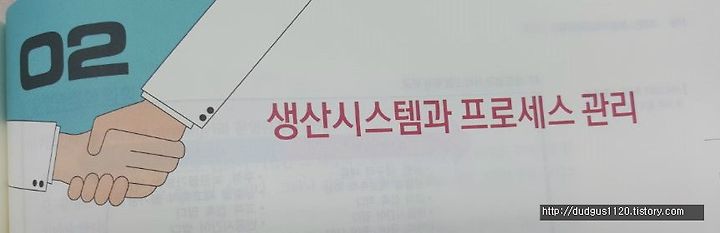 02
생산시스템과 프로세스 관리
http://dudgus1120.tistory.com